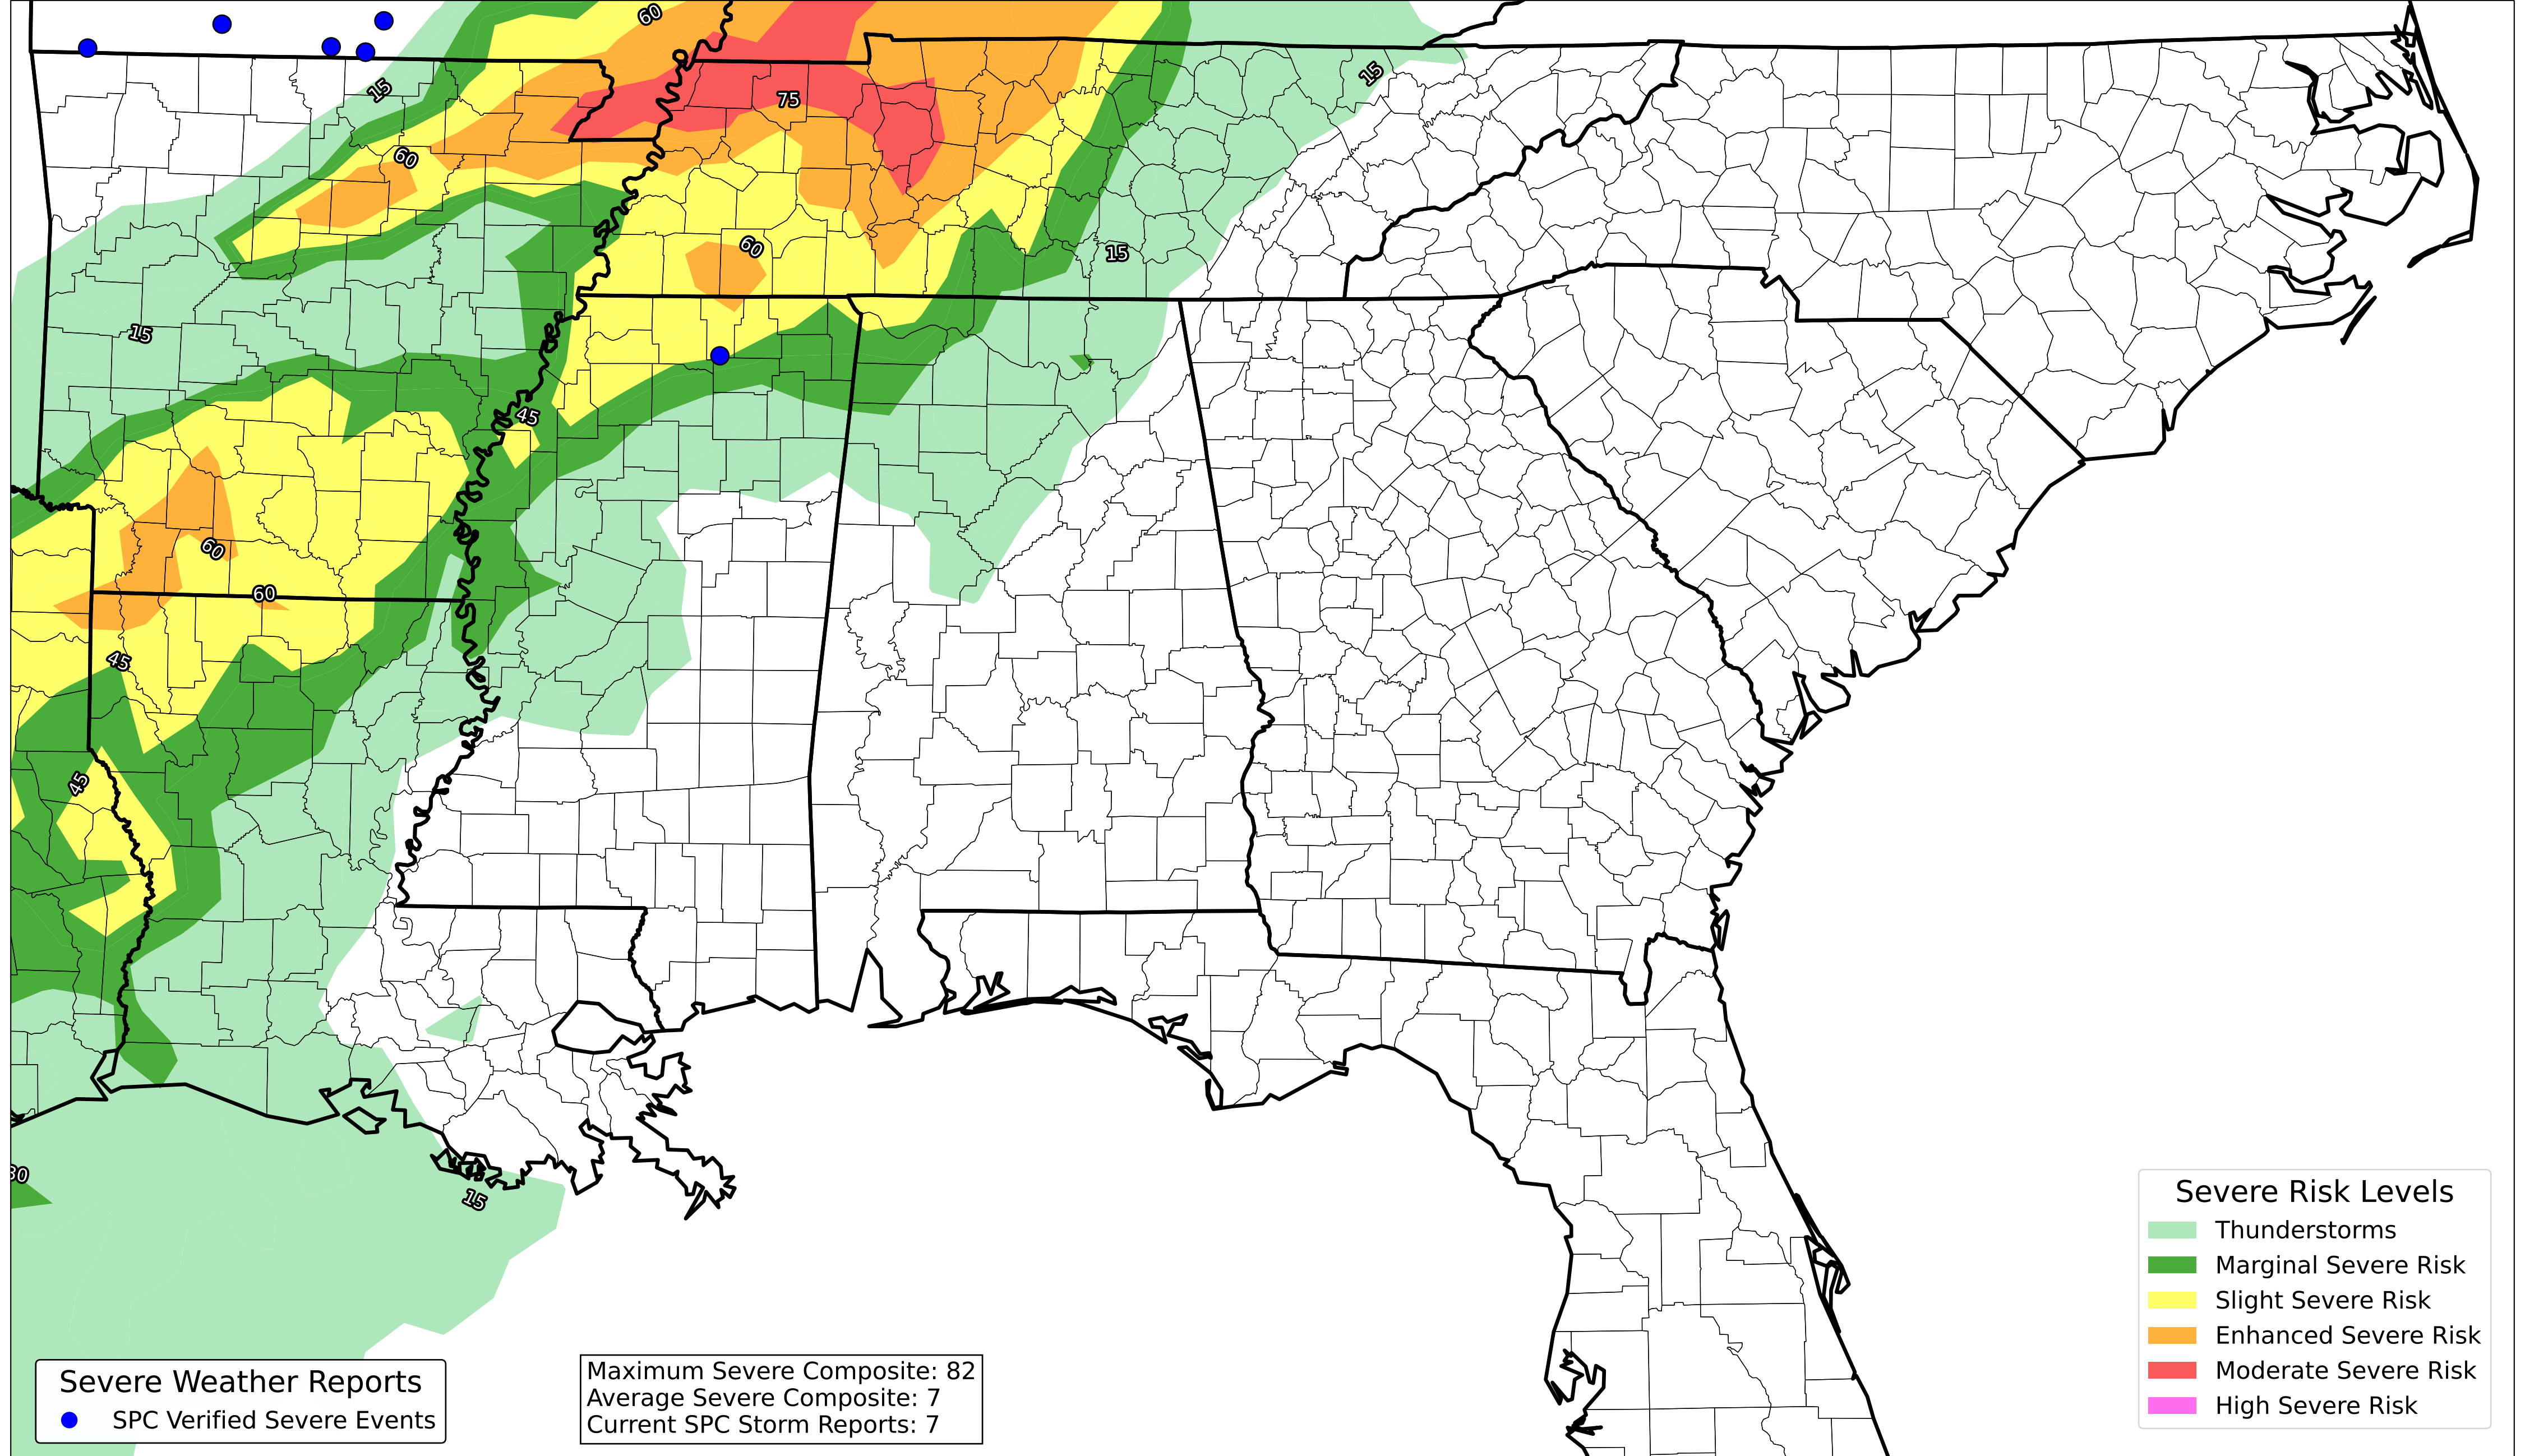 60
15
15
75
60
60
15
15
45
60
60
45
45
30
15
Severe Risk Levels
Thunderstorms
Marginal Severe Risk
Slight Severe Risk
Enhanced Severe Risk
Moderate Severe Risk
High Severe Risk
Severe Weather Reports
SPC Verified Severe Events
Maximum Severe Composite: 82
Average Severe Composite: 7
Current SPC Storm Reports: 7